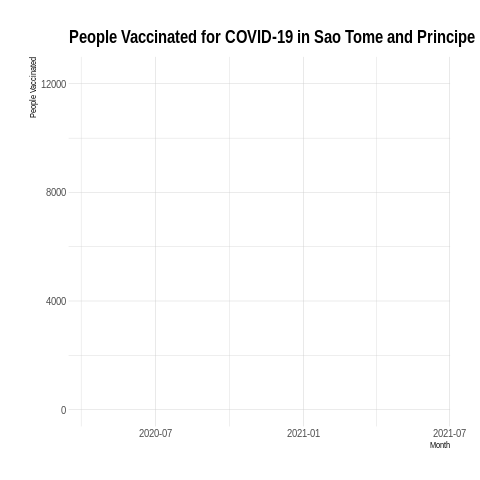 People Vaccinated for COVID-19 in Sao Tome and Principe
People Vaccinated
12000
8000
4000
0
2020-07
2021-01
2021-07
Month